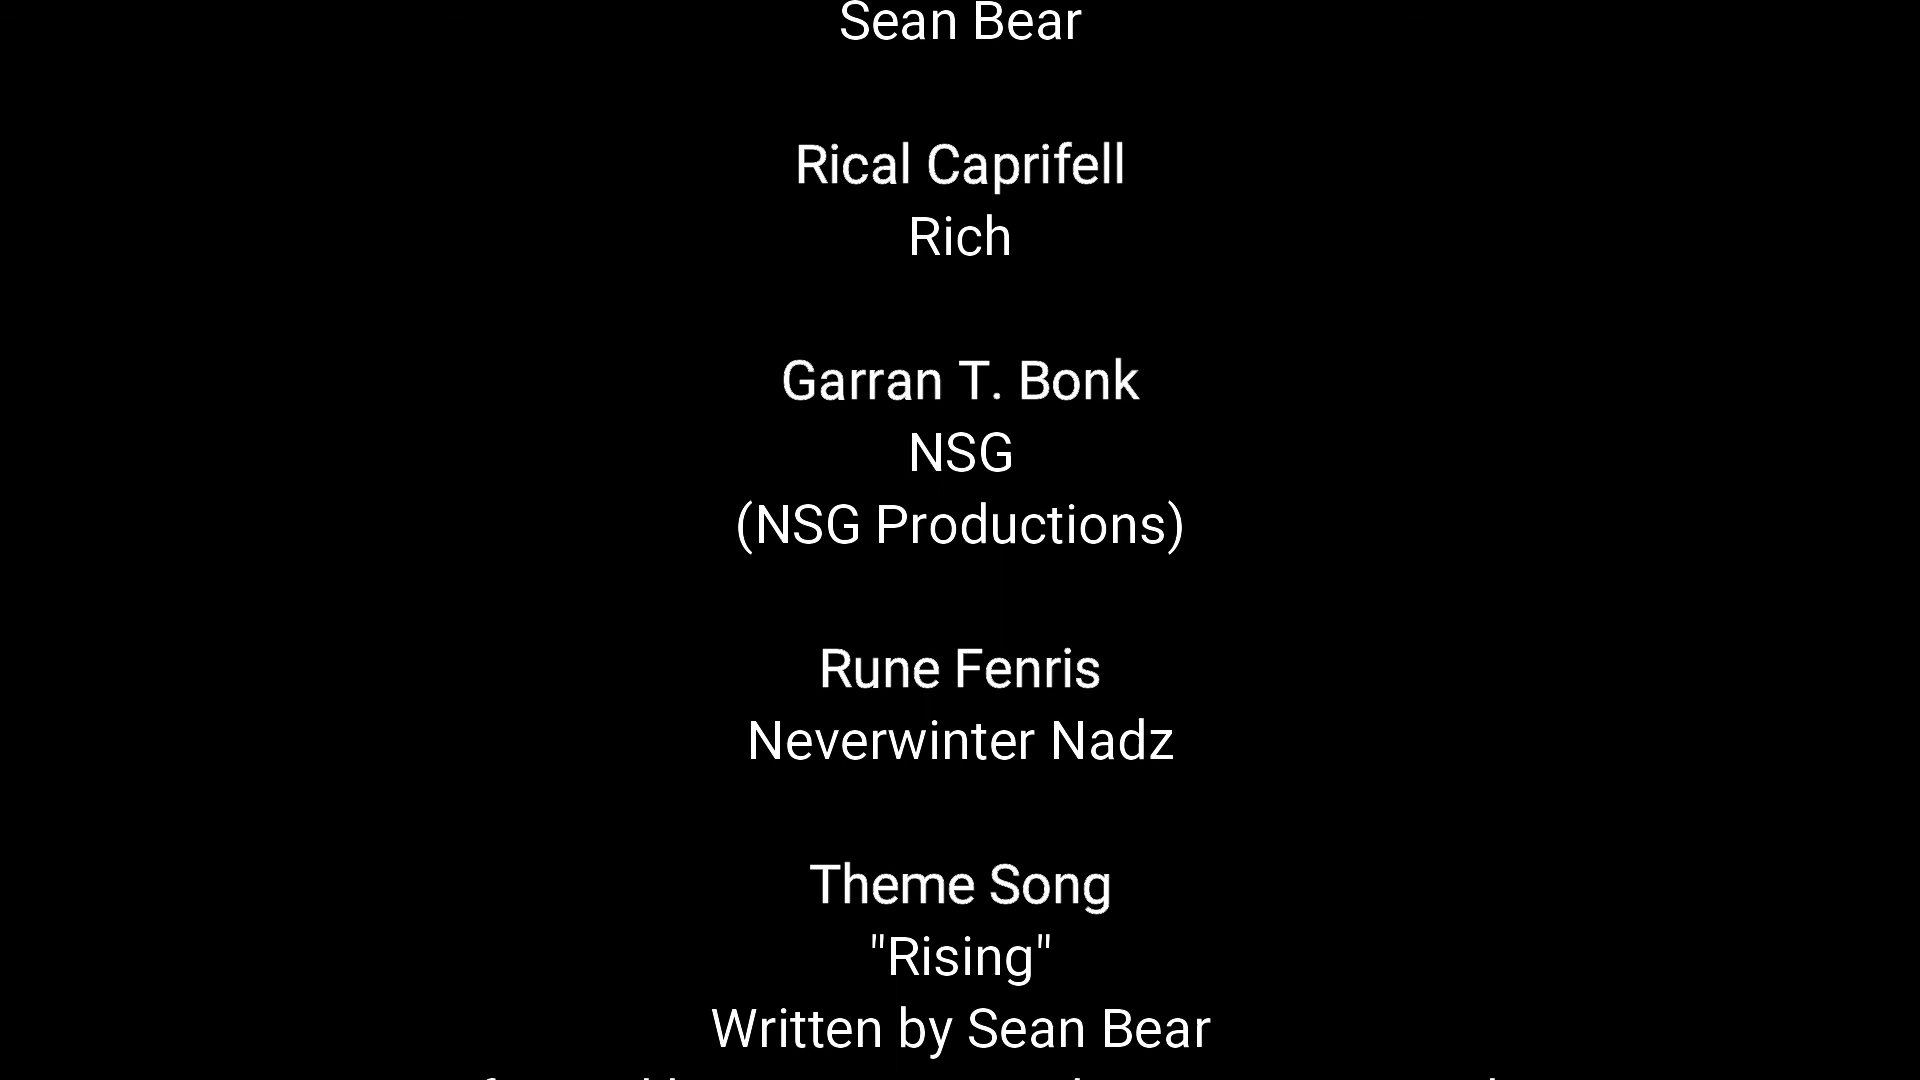 Sean Bear
Rical Caprifell
Rich
Garran T. Bonk
NSG
(NSG Productions)
Rune Fenris
Neverwinter Nadz
Theme Song
"Rising"
Written by Sean Bear